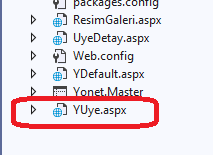 packages.config
ResimGaleri.aspx
UyeDetay.aspx
Web.config
YDefault.aspx
Yonet.Master
YUye.aspx